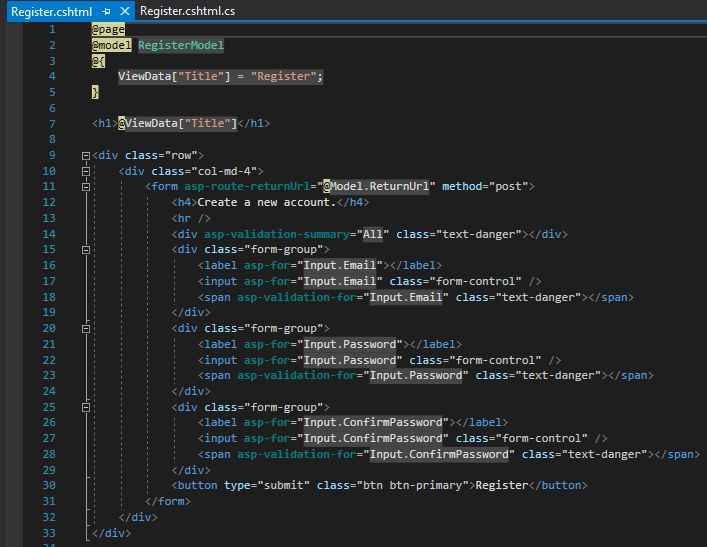 Register.cshtml Register.cshtml.cs
1 @page
2 @model RegisterModel
3 @{
4 ViewData["Title"] = "Register";
5 }
6
7 <h1>@ViewData["Title"]</h1>
8
9 <div class="row">
10 <div class="col-md-4">
11 <form asp-route-returnUrl="@Model.ReturnUrl" method="post">
12 <h4>Create a new account.</h4>
13 <hr />
14 <div asp-validation-summary="All" class="text-danger"></div>
15 <div class="form-group">
16 <label asp-for="Input.Email"></label>
17 <input asp-for="Input.Email" class="form-control" />
18 <span asp-validation-for="Input.Email" class="text-danger"></span>
19 </div>
20 <div class="form-group">
21 <label asp-for="Input.Password"></label>
22 <input asp-for="Input.Password" class="form-control" />
23 <span asp-validation-for="Input.Password" class="text-danger"></span>
24 </div>
25 <div class="form-group">
26 <label asp-for="Input.ConfirmPassword"></label>
27 <input asp-for="Input.ConfirmPassword" class="form-control" />
28 <span asp-validation-for="Input.ConfirmPassword" class="text-danger"></span>
29 </div>
30 <button type="submit" class="btn btn-primary">Register</button>
31 </form>
32 </div>
33 </div>
34